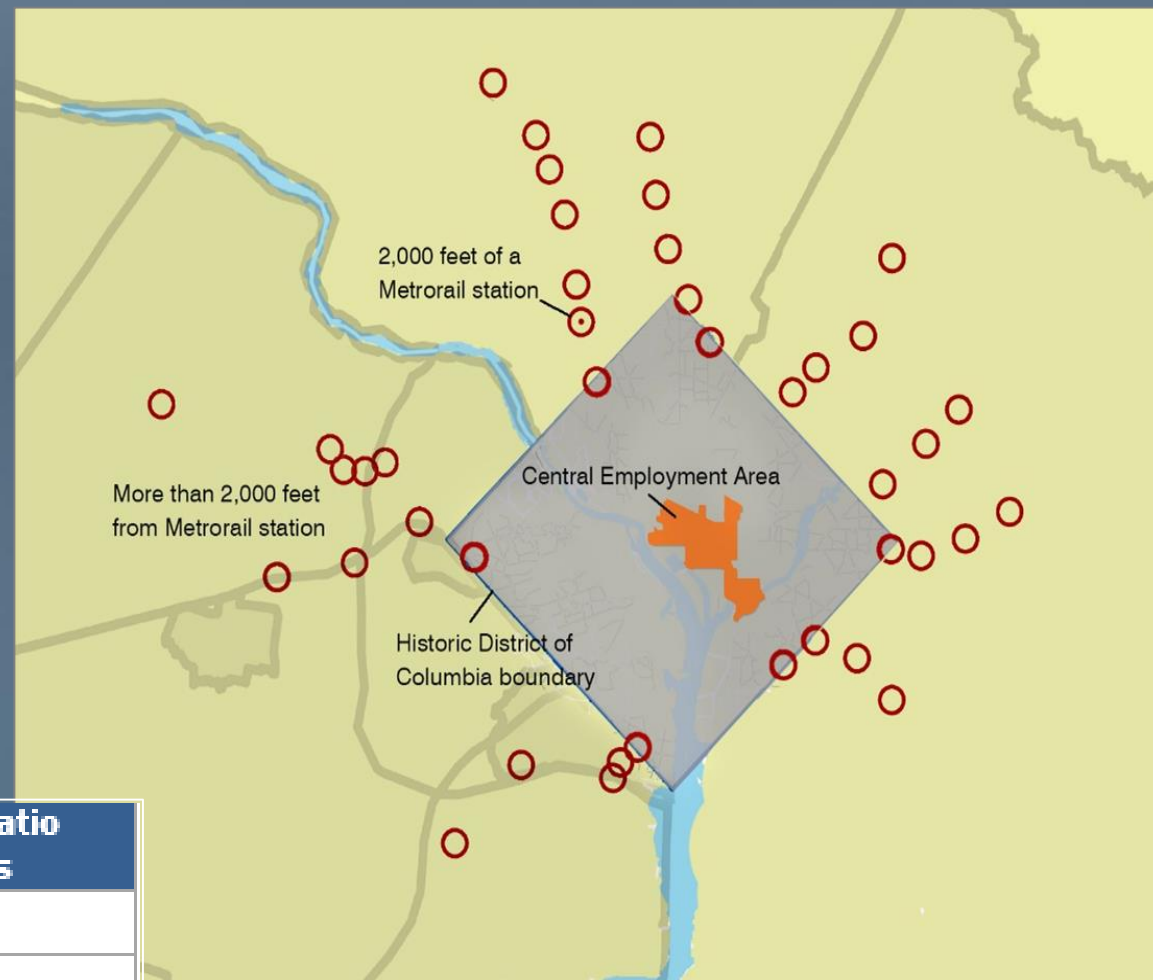 2,000 feet of a
Metrorail station
Central Employment Area
More than 2,000 feet
from Metrorail station
Historic District of
Columbia boundary